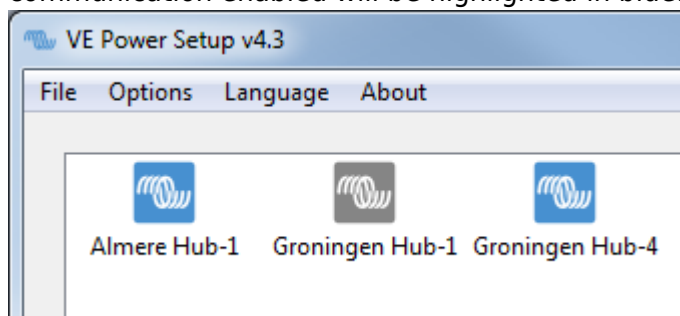 communication enabled will be highlighted in blue.
VE Power Setup v4.3
File Options Language About
Almere Hub-1 Groningen Hub-1 Groningen Hub-4